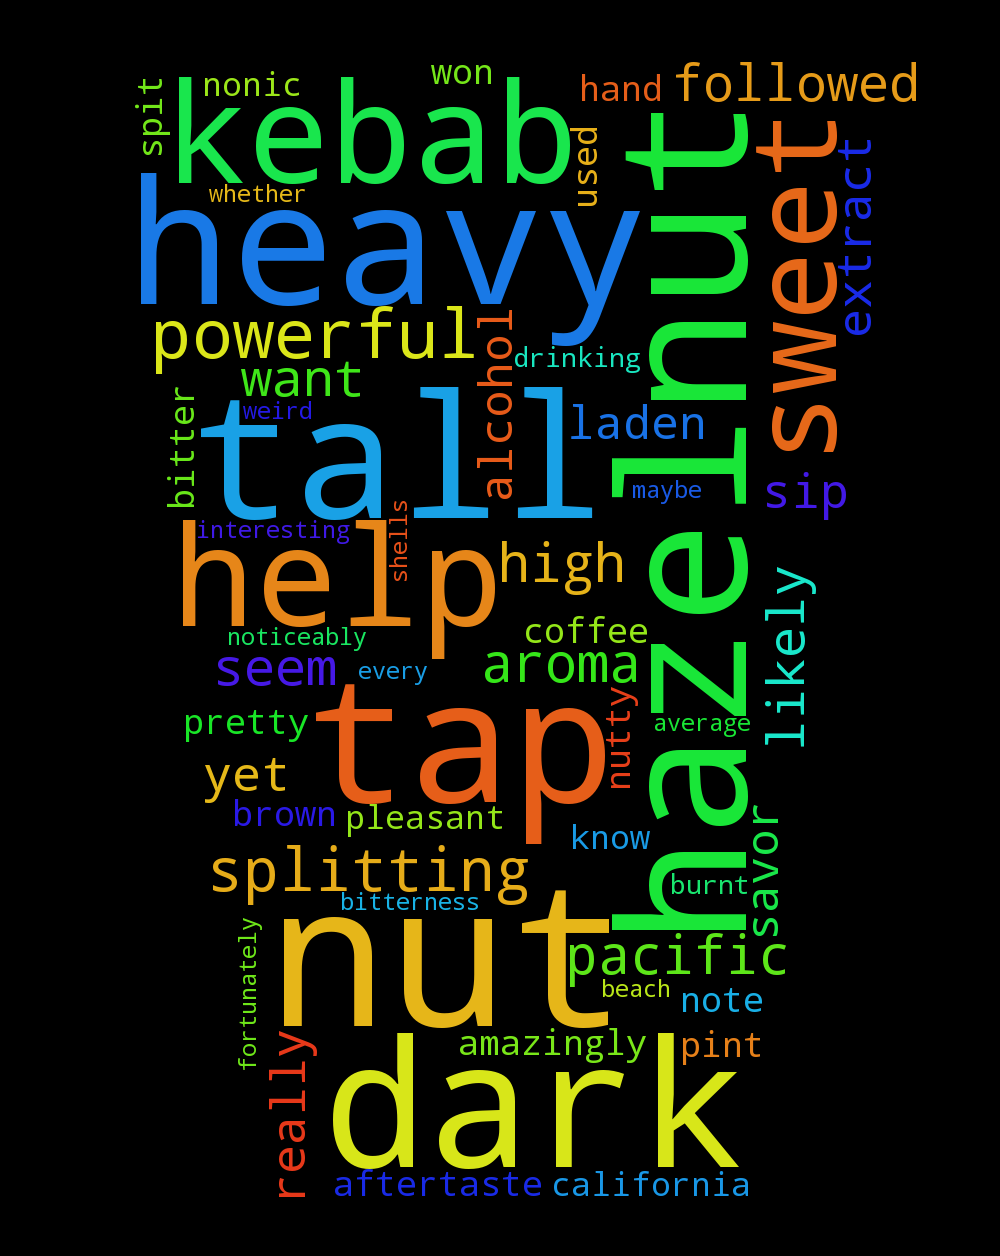 won
followed
nonic
hand
spit
kebab
used
sweet
extract
whether
heavy
hazelnut
powerful
alcohol
drinking
want
weird
bitter
tall
laden
maybe
sip
interesting
shells
help
high
noticeably
coffee
likely
seem
every
aroma
pretty
tap
nutty
average
yet
brown
pleasant
know
splitting
burnt
savor
bitterness
nut
pacific
fortunately
beach
note
really
amazingly
pint
dark
aftertaste
california